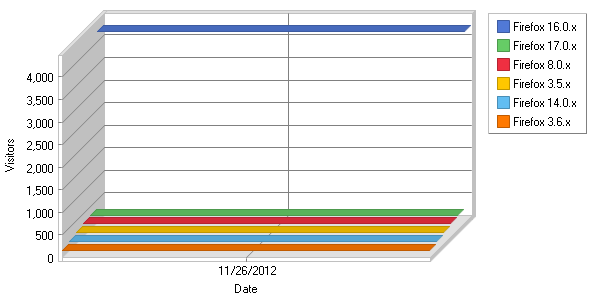 4,000
3,500
3,000
2,500
2,000
1,500
1,000
500
0
Visitors
11/26/2012
Date
Firefox 16.0.x
Firefox 17.0.x
Firefox 8.0.x
Firefox 3.5.x
Firefox 14.0.x
Firefox 3.6.x